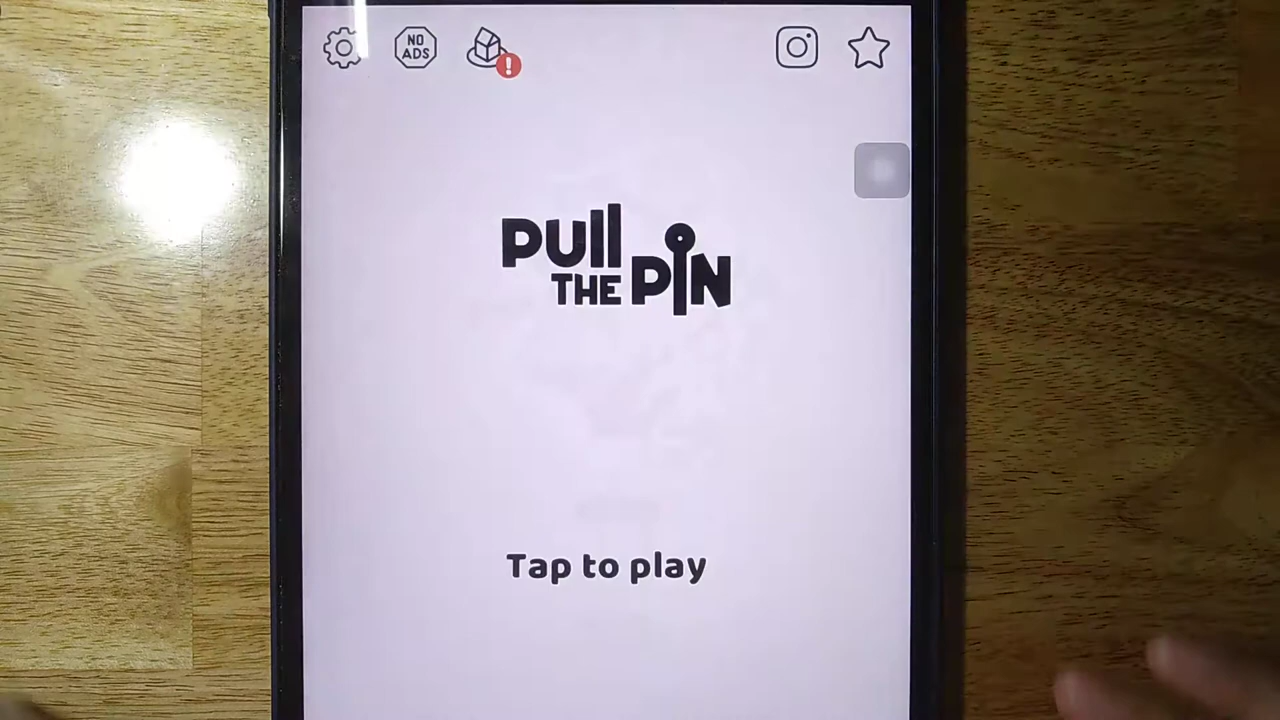 NO
ADS
!
PUll
THE PIN
Tap to play